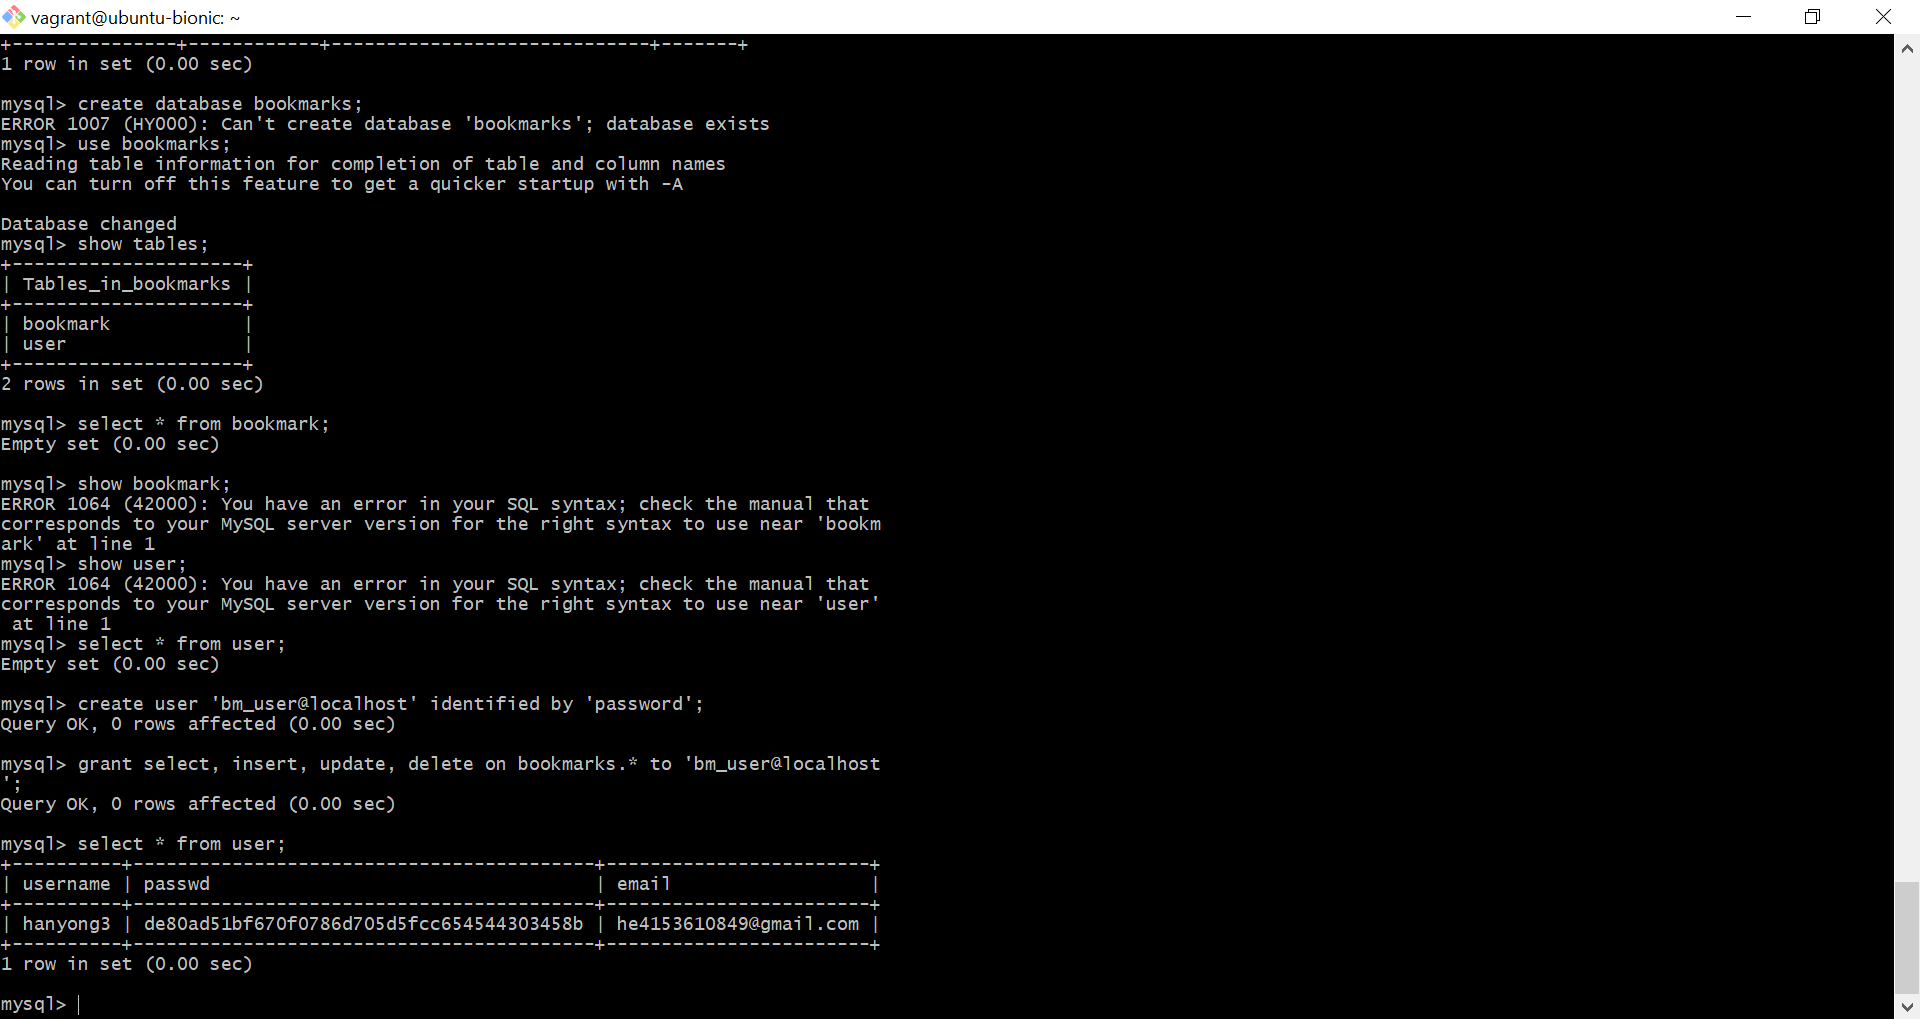 vagrant@ubuntu-bionic: ~
+---------------+------------+-----------------------------+-------+
1 row in set (0.00 sec)
mysql> create database bookmarks;
ERROR 1007 (HY000): Can't create database 'bookmarks'; database exists
mysql> use bookmarks;
Reading table information for completion of table and column names
You can turn off this feature to get a quicker startup with -A
Database changed
mysql> show tables;
+---------------------+
| Tables_in_bookmarks |
+---------------------+
| bookmark            |
| user                |
+---------------------+
2 rows in set (0.00 sec)
mysql> select * from bookmark;
Empty set (0.00 sec)
mysql> show bookmark;
ERROR 1064 (42000): You have an error in your SQL syntax; check the manual that
corresponds to your MySQL server version for the right syntax to use near 'bookm
ark' at line 1
mysql> show user;
ERROR 1064 (42000): You have an error in your SQL syntax; check the manual that
corresponds to your MySQL server version for the right syntax to use near 'user'
 at line 1
mysql> select * from user;
Empty set (0.00 sec)
mysql> create user 'bm_user@localhost' identified by 'password';
Query OK, 0 rows affected (0.00 sec)
mysql> grant select, insert, update, delete on bookmarks.* to 'bm_user@localhost
';
Query OK, 0 rows affected (0.00 sec)
mysql> select * from user;
+----------+------------------------------------------+------------------------+
| username | passwd                                   | email                  |
+----------+------------------------------------------+------------------------+
| hanyong3 | de80ad51bf670f0786d705d5fcc654544303458b | he4153610849@gmail.com |
+----------+------------------------------------------+------------------------+
1 row in set (0.00 sec)
mysql>